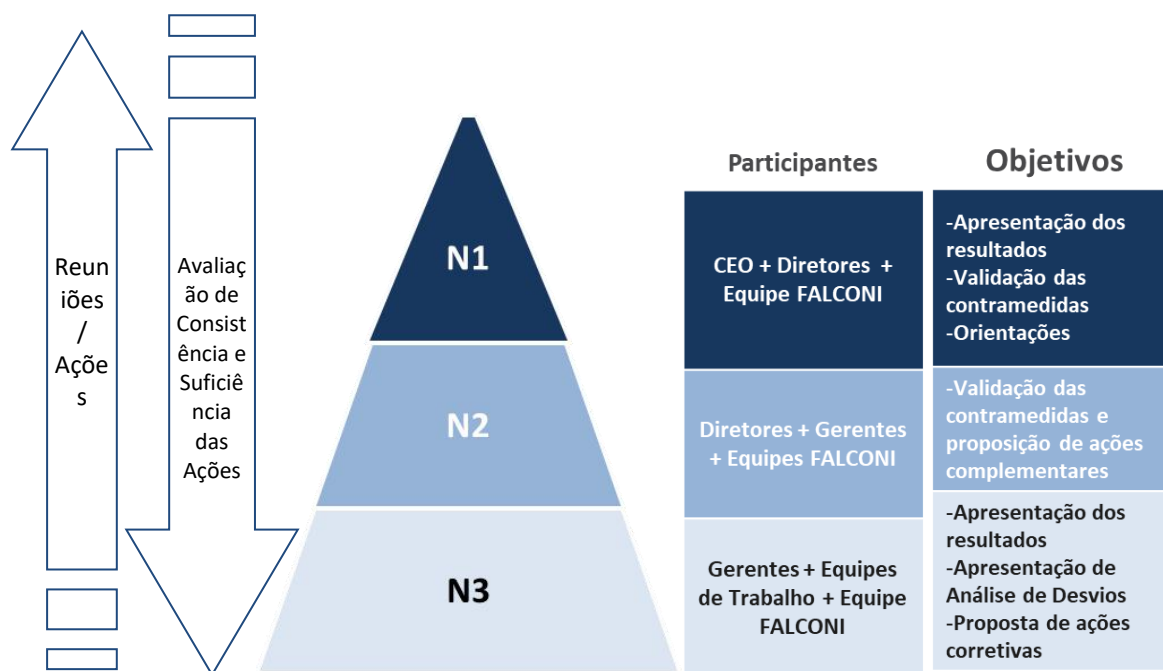 Reun
iões
/
Açõe
s
Avaliaç
ão de
Consist
ência e
Suficiê
ncia
das
Ações
N1
N2
N3
Participantes
CEO + Diretores +
Equipe FALCONI
Diretores + Gerentes
+ Equipes FALCONI
Gerentes + Equipes
de Trabalho + Equipe
FALCONI
Objetivos
-Apresentação dos
resultados
-Validação das
contramedidas
-Orientações
-Validação das
contramedidas e
proposição de ações
complementares
-Apresentação dos
resultados
-Apresentação de
Análise de Desvios
-Proposta de ações
corretivas